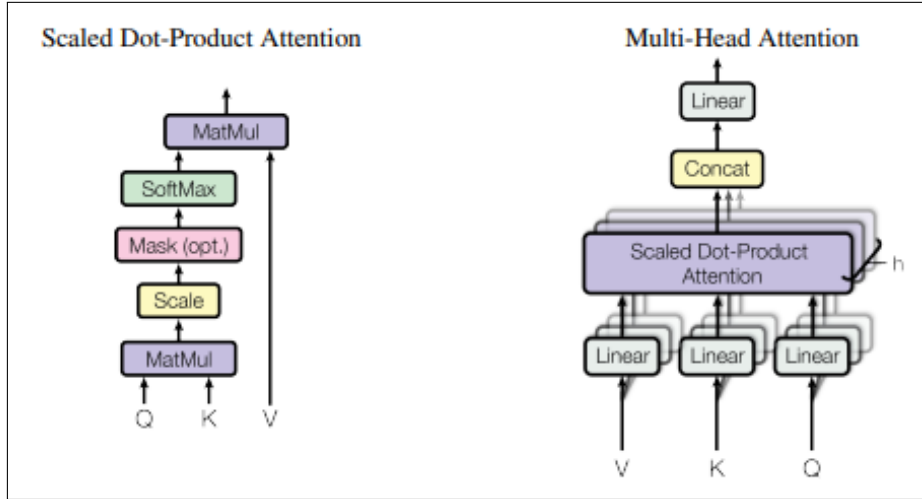 Scaled Dot-Product Attention
MatMul
SoftMax
Mask (opt.)
Scale
MatMul
Q K V
Multi-Head Attention
Linear
Concat
Scaled Dot-Product
Attention
h
Linear Linear Linear
V K Q